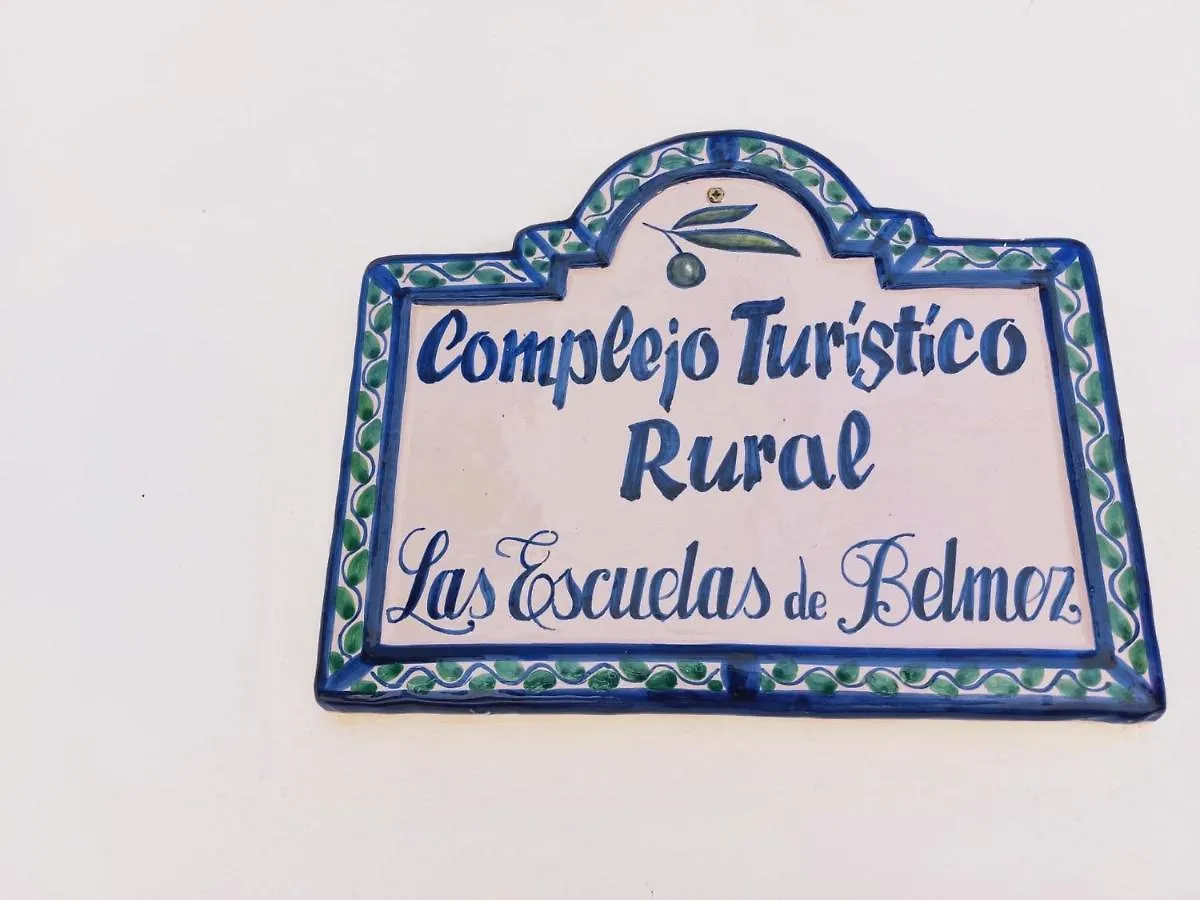 Complejo Turístico
Rural
Las Escuelas de Belmez